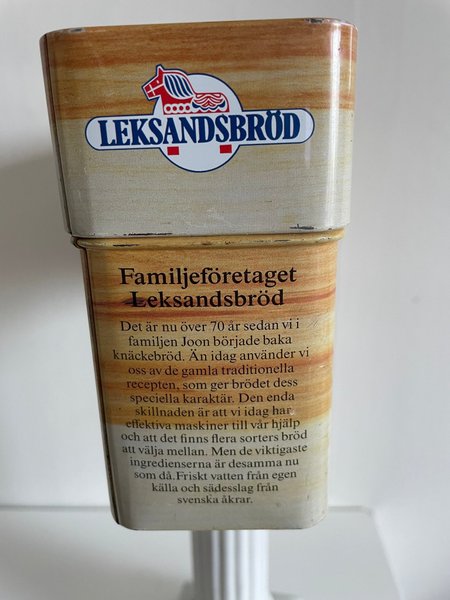 LEKSANDSBRÖD
Familjeföretaget
Leksandsbröd
Det är nu över 70 år sedan vi i
familjen Joon började baka
knäckebröd. Än idag använder vi
oss av de gamla traditionella
recepten, som ger brödet dess
speciella karaktär. Den enda
skillnaden är att vi idag har
effektiva maskiner till vår hjälp
och att det finns flera sorters bröd
att välja mellan. Men de viktigaste
ingredienserna är desamma nu
som då. Friskt vatten från egen
källa och sädesslag från
svenska åkrar.